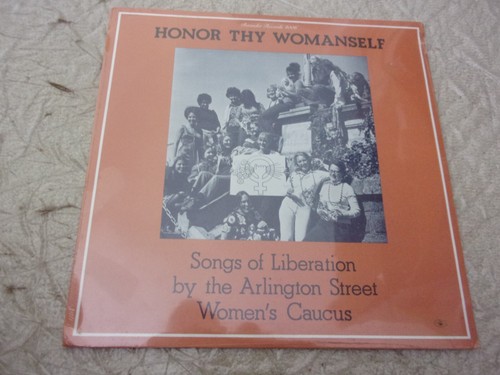 HONOR THY WOMANSELF
Songs of Liberation
by the Arlington Street
Women's Caucus